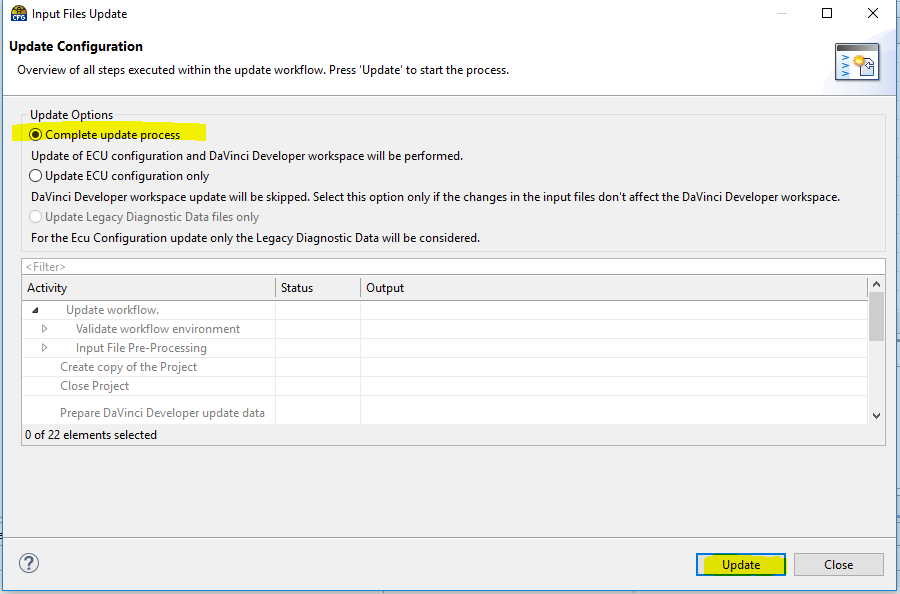 CFG Input Files Update
Update Configuration
Overview of all steps executed within the update workflow. Press 'Update' to start the process.
Update Options
Complete update process
Update of ECU configuration and DaVinci Developer workspace will be performed.
Update ECU configuration only
DaVinci Developer workspace update will be skipped. Select this option only if the changes in the input files don't affect the DaVinci Developer workspace.
Update Legacy Diagnostic Data files only
For the Ecu Configuration update only the Legacy Diagnostic Data will be considered.
<Filter>
Activity Status Output
Update workflow.
Validate workflow environment
Input File Pre-Processing
Create copy of the Project
Close Project
Prepare DaVinci Developer update data
0 of 22 elements selected
? Update Close